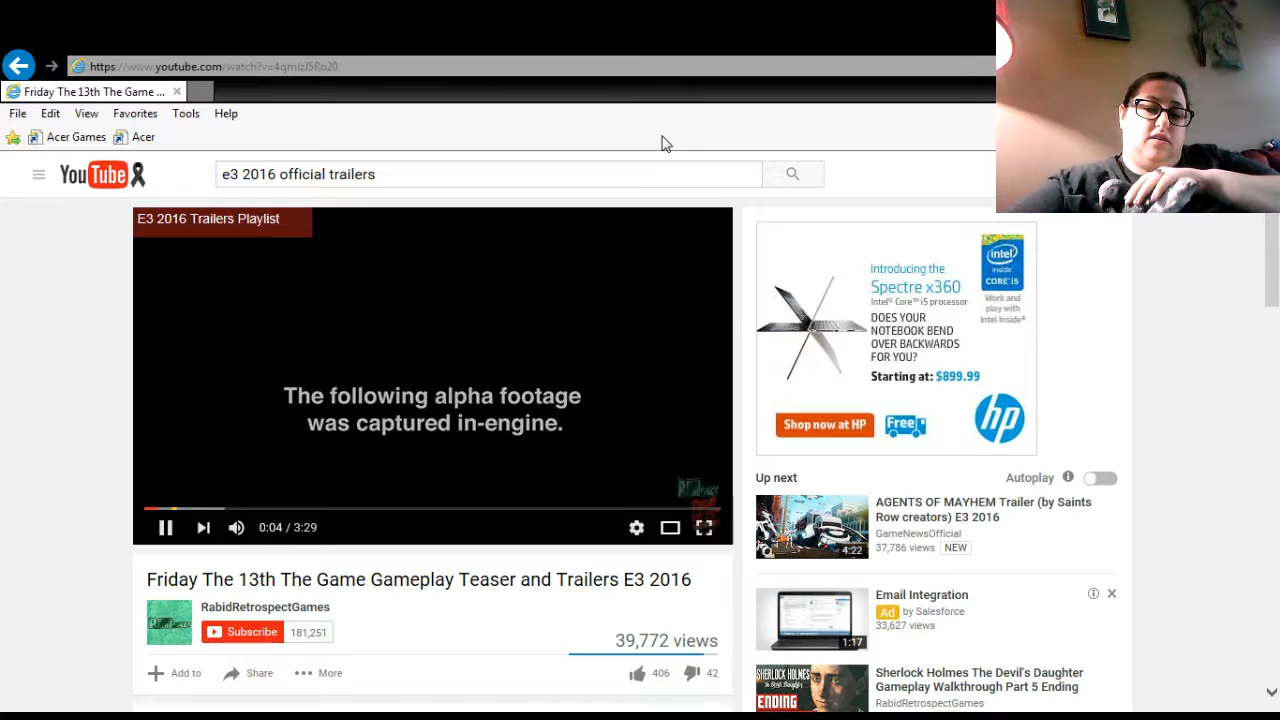 https://www.youtube.com/watch?v=4qmizJ5Ro20
Friday The 13th The Game ...
File Edit View Favorites Tools Help
Acer Games Acer
YouTube
e3 2016 official trailers
E3 2016 Trailers Playlist
The following alpha footage
was captured in-engine.
0:04 / 3:29
Friday The 13th The Game Gameplay Teaser and Trailers E3 2016
RabidRetrospectGames
Subscribe 181,251
39,772 views
Add to Share More 406 42
Introducing the
Spectre x360
Intel® Core™ i5 processor
DOES YOUR
NOTEBOOK BEND
OVER BACKWARDS
FOR YOU?
Starting at: $899.99
intel
inside™
CORE i5
Work and
play with
Intel Inside®
Shop now at HP
Free
hp
Up next Autoplay
AGENTS OF MAYHEM Trailer (by Saints
Row creators) E3 2016
GameNewsOfficial
37,786 views NEW
4:22
Email Integration
Ad by Salesforce
33,627 views
1:17
Sherlock Holmes The Devil's Daughter
Gameplay Walkthrough Part 5 Ending
RabidRetrospectGames
SHERLOCK HOLMES
ENDING